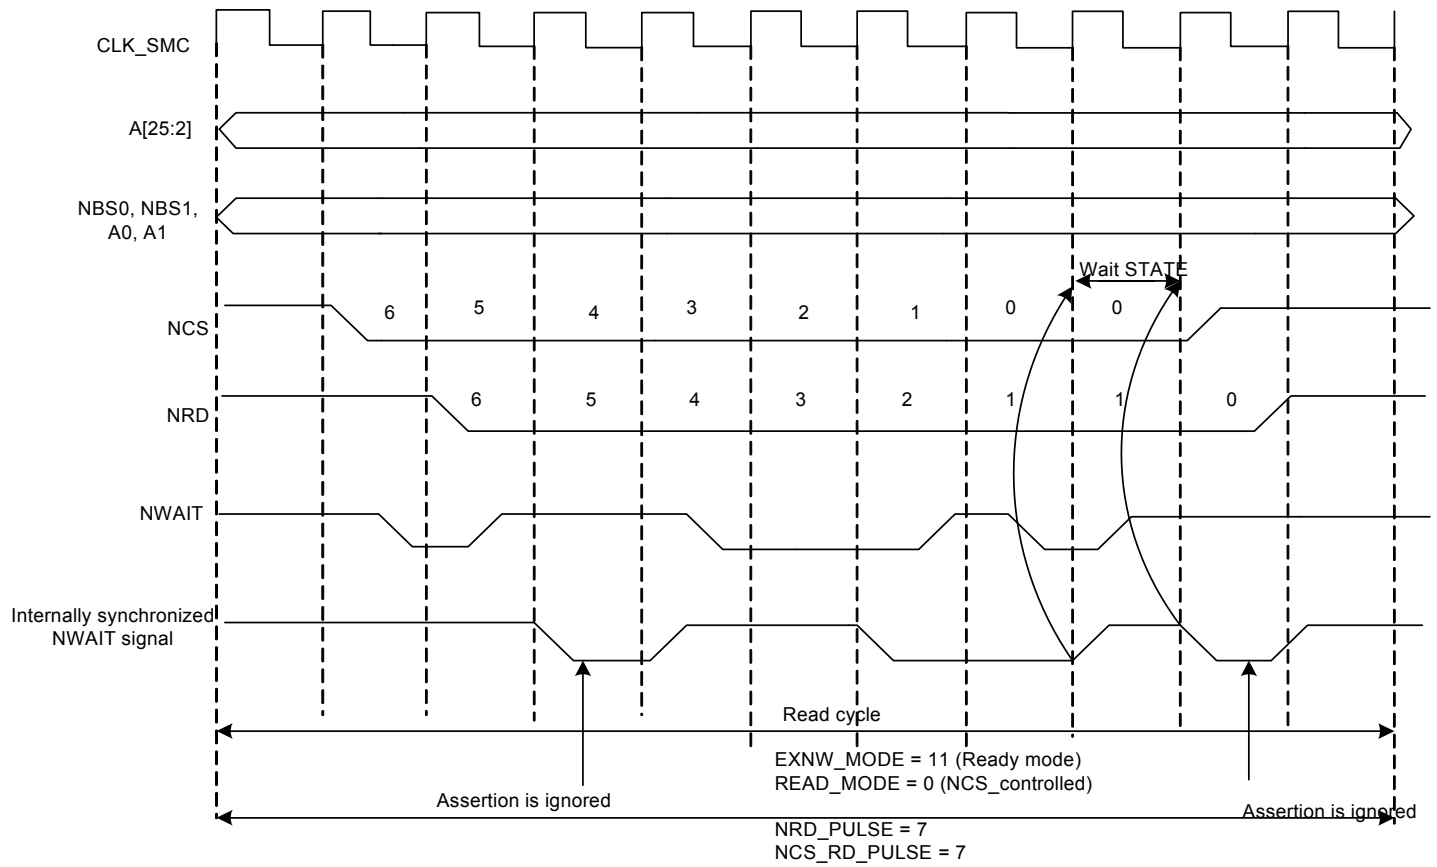 CLK_SMC
A[25:2]
NBS0, NBS1,
A0, A1
Wait STATE
NCS
6 5 4 3 2 1 0 0
NRD
6 5 4 3 2 1 1 0
NWAIT
Internally synchronized
NWAIT signal
Read cycle
EXNW_MODE = 11 (Ready mode)
READ_MODE = 0 (NCS_controlled)
Assertion is ignored
Assertion is ignored
NRD_PULSE = 7
NCS_RD_PULSE = 7